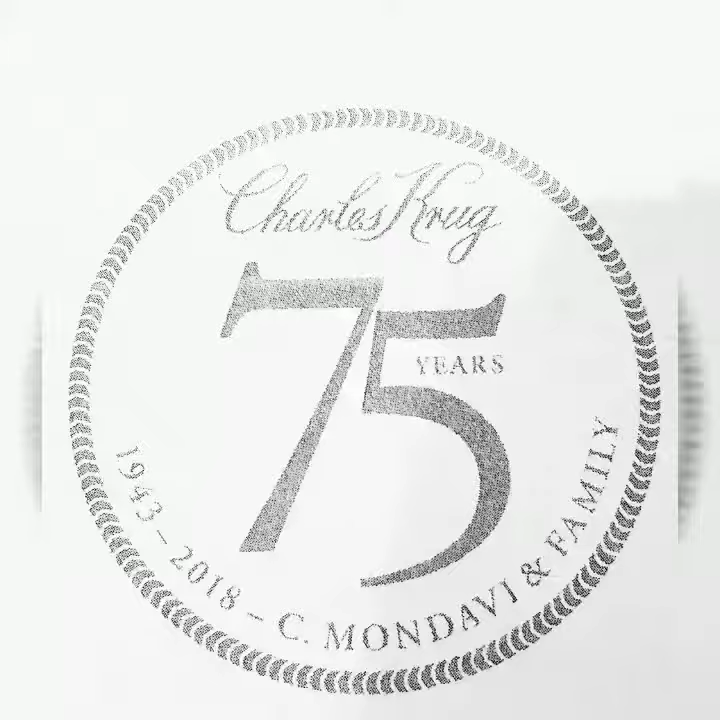 Charles Krug
75
YEARS
1943 – 2018 – C. MONDAVI & FAMILY